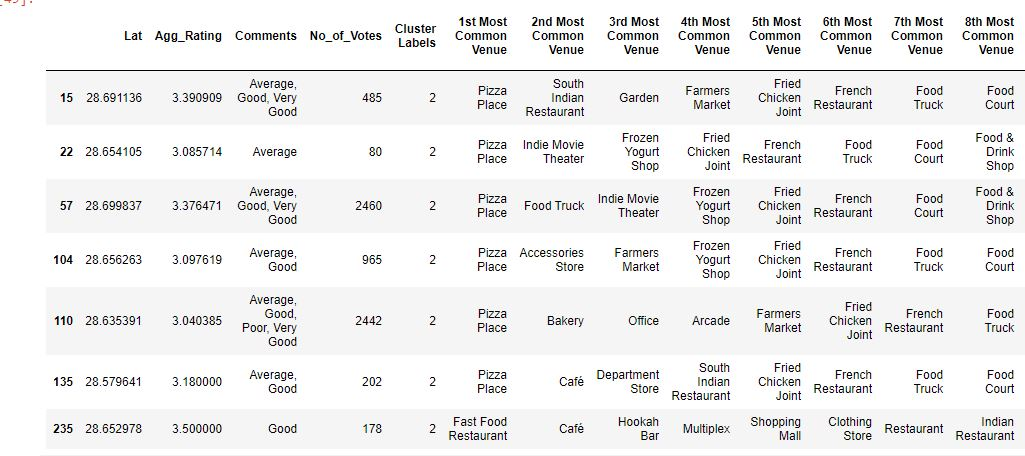 Lat Agg_Rating Comments No_of_Votes Cluster Labels 1st Most Common Venue 2nd Most Common Venue 3rd Most Common Venue 4th Most Common Venue 5th Most Common Venue 6th Most Common Venue 7th Most Common Venue 8th Most Common Venue
15 28.691136 3.390909 Average, Good, Very Good 485 2 Pizza Place South Indian Restaurant Garden Farmers Market Fried Chicken Joint French Restaurant Food Truck Food Court
22 28.654105 3.085714 Average 80 2 Pizza Place Indie Movie Theater Frozen Yogurt Shop Fried Chicken Joint French Restaurant Food Truck Food Court Food & Drink Shop
57 28.699837 3.376471 Average, Good, Very Good 2460 2 Pizza Place Food Truck Indie Movie Theater Frozen Yogurt Shop Fried Chicken Joint French Restaurant Food Court Food & Drink Shop
104 28.656263 3.097619 Average, Good 965 2 Pizza Place Accessories Store Farmers Market Frozen Yogurt Shop Fried Chicken Joint French Restaurant Food Truck Food Court
110 28.635391 3.040385 Average, Good, Poor, Very Good 2442 2 Pizza Place Bakery Office Arcade Farmers Market Fried Chicken Joint French Restaurant Food Truck
135 28.579641 3.180000 Average, Good 202 2 Pizza Place Café Department Store South Indian Restaurant Fried Chicken Joint French Restaurant Food Truck Food Court
235 28.652978 3.500000 Good 178 2 Fast Food Restaurant Café Hookah Bar Multiplex Shopping Mall Clothing Store Restaurant Indian Restaurant